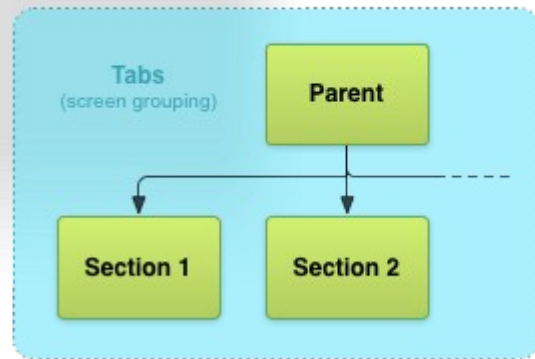 Tabs
(screen grouping)
Parent
Section 1
Section 2